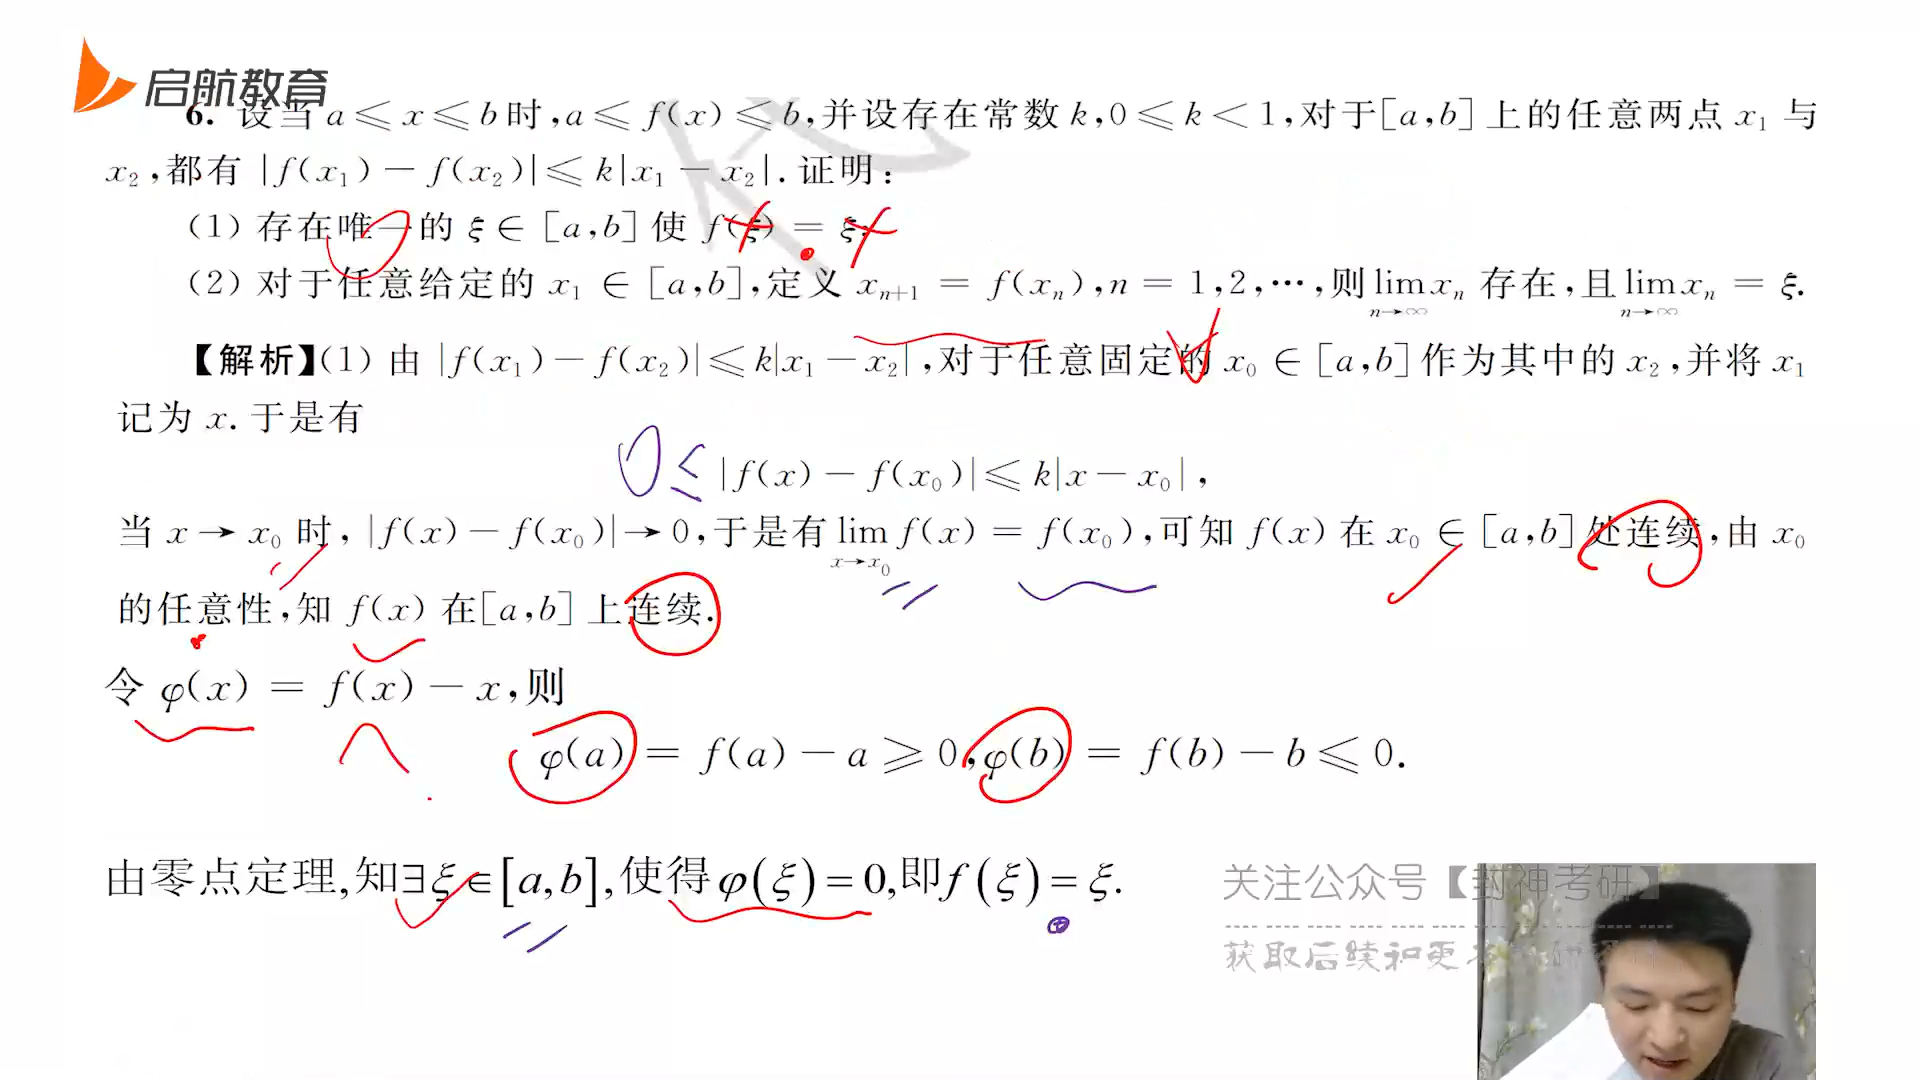 启航教育
6. 设当 a ⩽ x ⩽ b 时,a ⩽ f(x) ⩽ b,并设存在常数 k,0 ⩽ k < 1,对于[a,b]上的任意两点 x₁ 与
x₂,都有 |f(x₁) − f(x₂)| ⩽ k|x₁ − x₂|. 证明:
(1) 存在唯一的 ξ ∈ [a,b] 使 f(ξ) = ξ;
(2) 对于任意给定的 x₁ ∈ [a,b],定义 xₙ₊₁ = f(xₙ),n = 1,2,⋯,则 lim xₙ 存在,且 lim xₙ = ξ.
n→∞ n→∞
【解析】(1) 由 |f(x₁) − f(x₂)| ⩽ k|x₁ − x₂|,对于任意固定的 x₀ ∈ [a,b] 作为其中的 x₂,并将 x₁
记为 x. 于是有
0 ≤ |f(x) − f(x₀)| ⩽ k|x − x₀|,
当 x → x₀ 时, |f(x) − f(x₀)| → 0,于是有 lim f(x) = f(x₀),可知 f(x) 在 x₀ ∈ [a,b] 处连续,由 x₀
x→x₀
的任意性,知 f(x) 在[a,b] 上连续.
令 φ(x) = f(x) − x,则
φ(a) = f(a) − a ⩾ 0,φ(b) = f(b) − b ⩽ 0.
由零点定理,知∃ξ∈[a,b],使得φ(ξ)=0,即f(ξ)=ξ.
关注公众号【封神考研】
获取后续和更